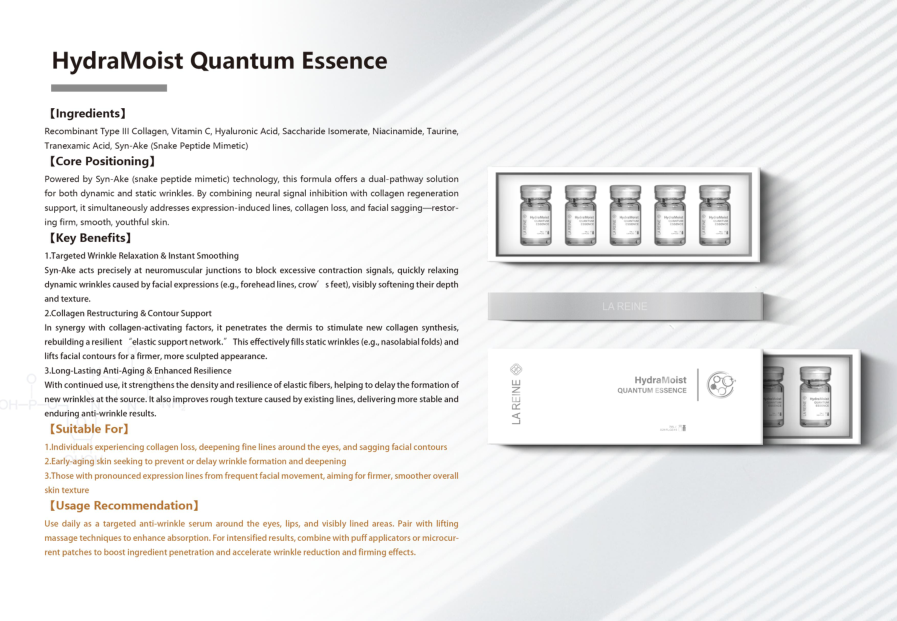 HydraMoist Quantum Essence
【Ingredients】
Recombinant Type III Collagen, Vitamin C, Hyaluronic Acid, Saccharide Isomerate, Niacinamide, Taurine,
Tranexamic Acid, Syn-Ake (Snake Peptide Mimetic)
【Core Positioning】
Powered by Syn-Ake (snake peptide mimetic) technology, this formula offers a dual-pathway solution
for both dynamic and static wrinkles. By combining neural signal inhibition with collagen regeneration
support, it simultaneously addresses expression-induced lines, collagen loss, and facial sagging—restor-
ing firm, smooth, youthful skin.
【Key Benefits】
1.Targeted Wrinkle Relaxation & Instant Smoothing
Syn-Ake acts precisely at neuromuscular junctions to block excessive contraction signals, quickly relaxing
dynamic wrinkles caused by facial expressions (e.g., forehead lines, crow’s feet), visibly softening their depth
and texture.
2.Collagen Restructuring & Contour Support
In synergy with collagen-activating factors, it penetrates the dermis to stimulate new collagen synthesis,
rebuilding a resilient “elastic support network.” This effectively fills static wrinkles (e.g., nasolabial folds) and
lifts facial contours for a firmer, more sculpted appearance.
3.Long-Lasting Anti-Aging & Enhanced Resilience
With continued use, it strengthens the density and resilience of elastic fibers, helping to delay the formation of
new wrinkles at the source. It also improves rough texture caused by existing lines, delivering more stable and
enduring anti-wrinkle results.
【Suitable For】
1.Individuals experiencing collagen loss, deepening fine lines around the eyes, and sagging facial contours
2.Early-aging skin seeking to prevent or delay wrinkle formation and deepening
3.Those with pronounced expression lines from frequent facial movement, aiming for firmer, smoother overall
skin texture
【Usage Recommendation】
Use daily as a targeted anti-wrinkle serum around the eyes, lips, and visibly lined areas. Pair with lifting
massage techniques to enhance absorption. For intensified results, combine with puff applicators or microcur-
rent patches to boost ingredient penetration and accelerate wrinkle reduction and firming effects.
HydraMoist
QUANTUM
ESSENCE
HydraMoist
QUANTUM
ESSENCE
HydraMoist
QUANTUM
ESSENCE
HydraMoist
QUANTUM
ESSENCE
HydraMoist
QUANTUM
ESSENCE
LA REINE
LA REINE
HydraMoist
QUANTUM ESSENCE